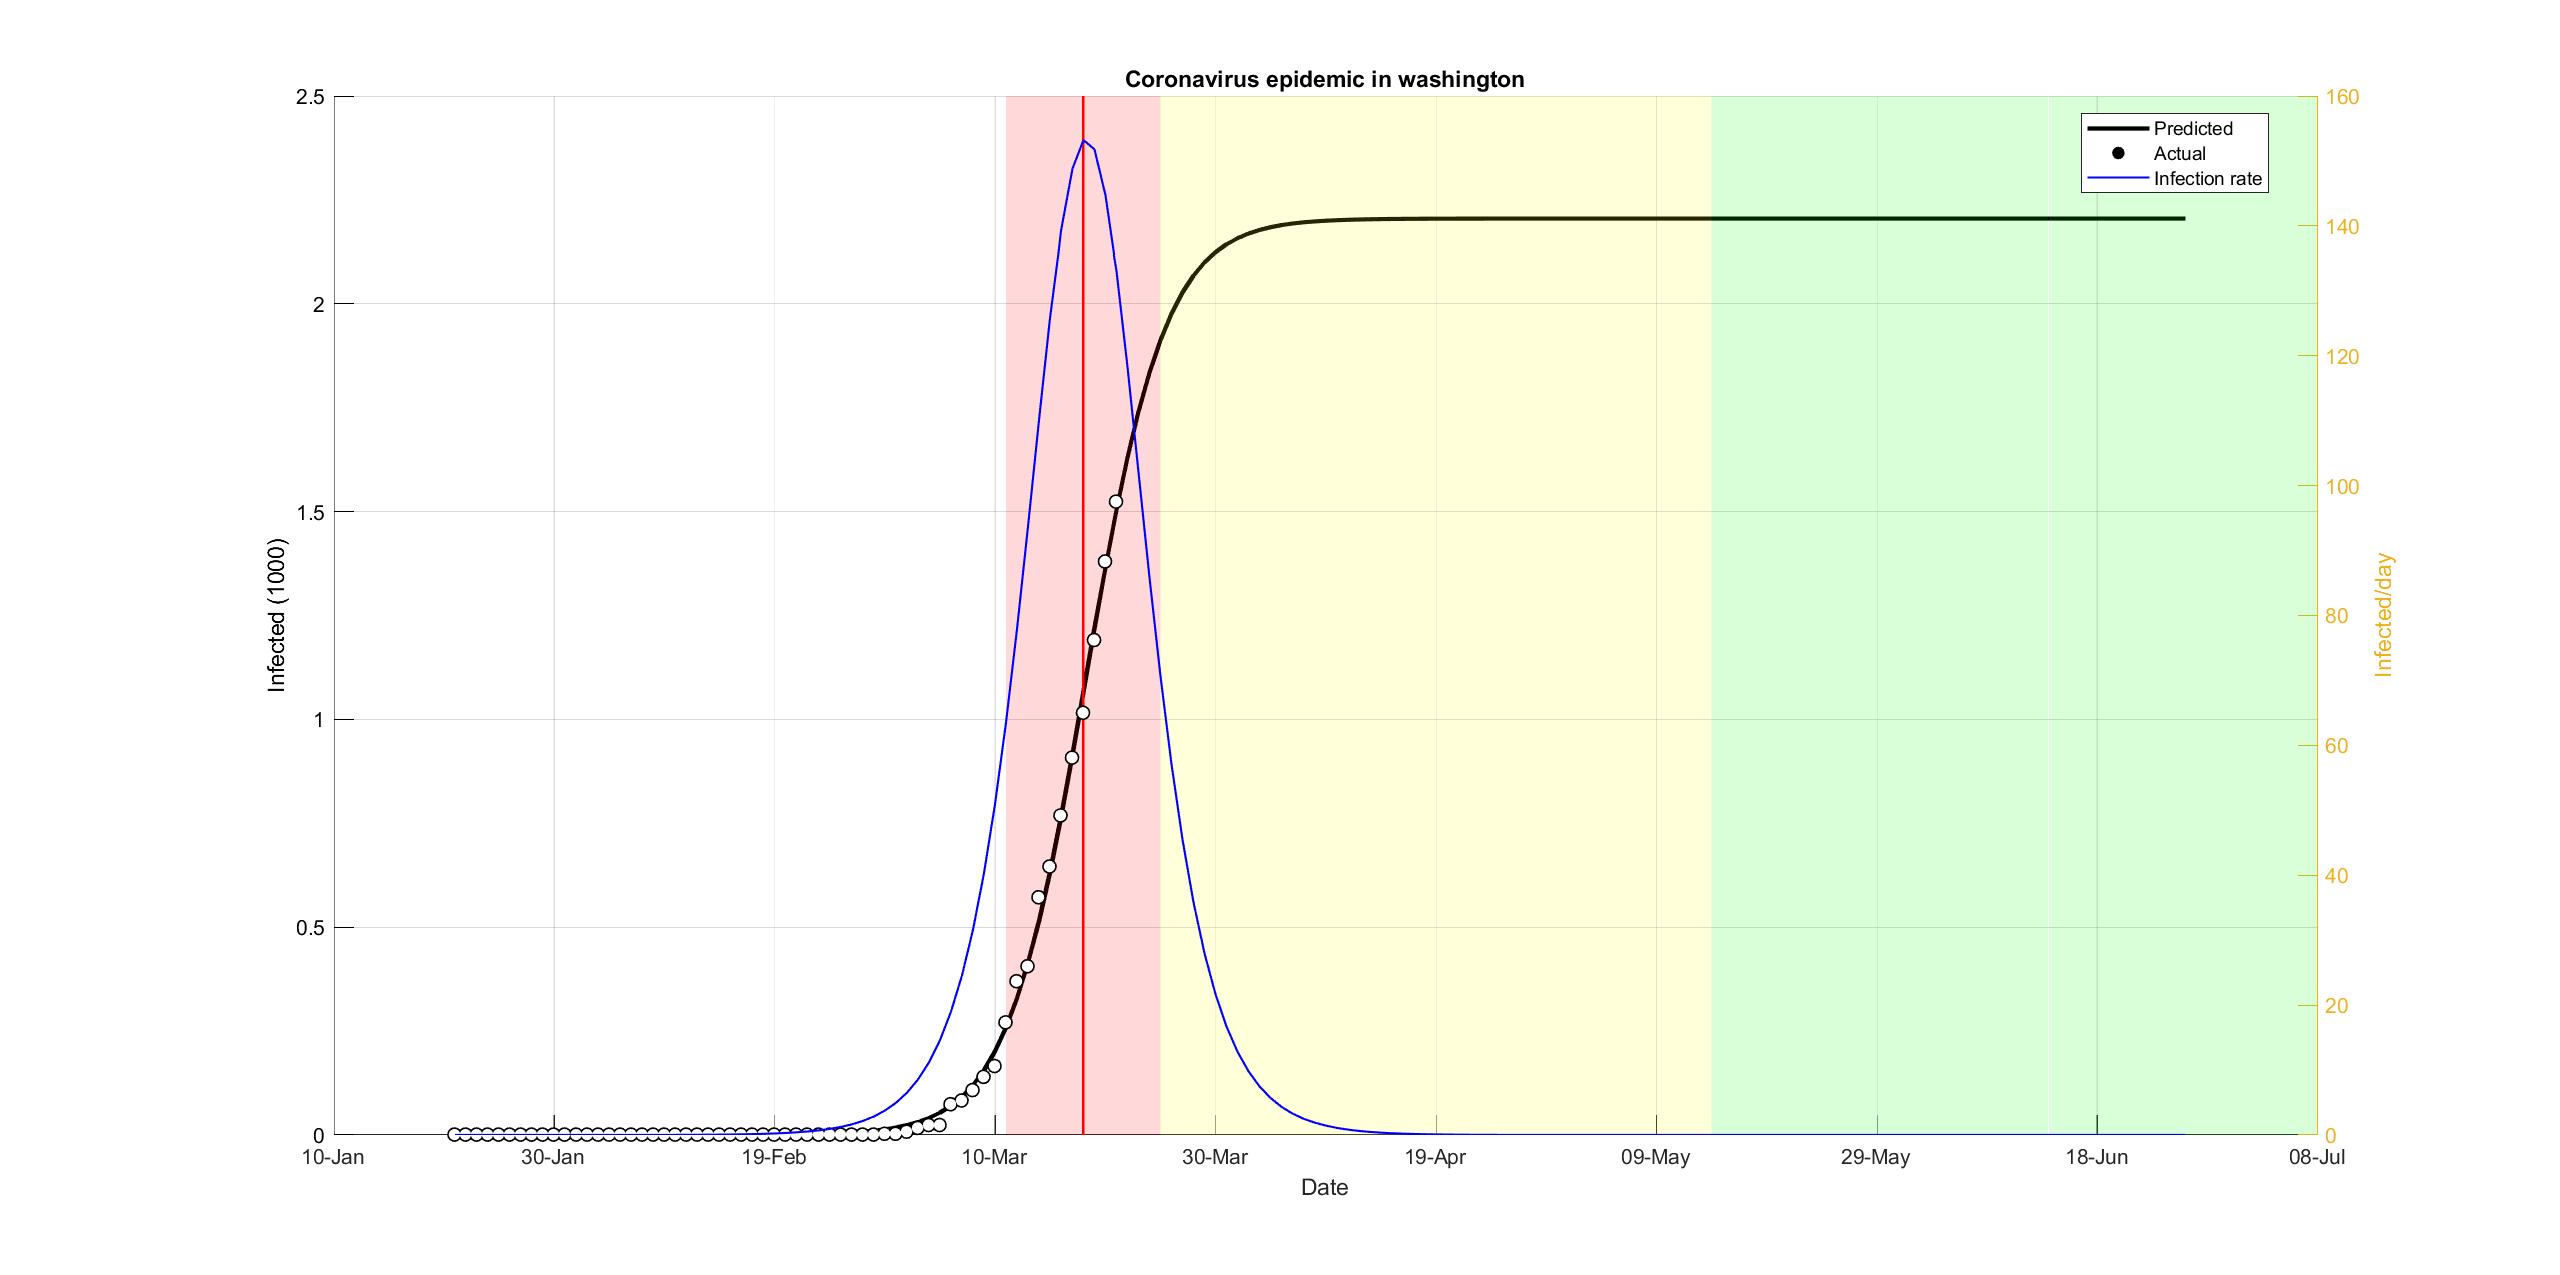 Coronavirus epidemic in washington
Predicted
Actual
Infection rate
2.5
2
1.5
1
0.5
0
Infected (1000)
160
140
120
100
80
60
40
20
0
Infected/day
10-Jan
30-Jan
19-Feb
10-Mar
30-Mar
19-Apr
09-May
29-May
18-Jun
08-Jul
Date